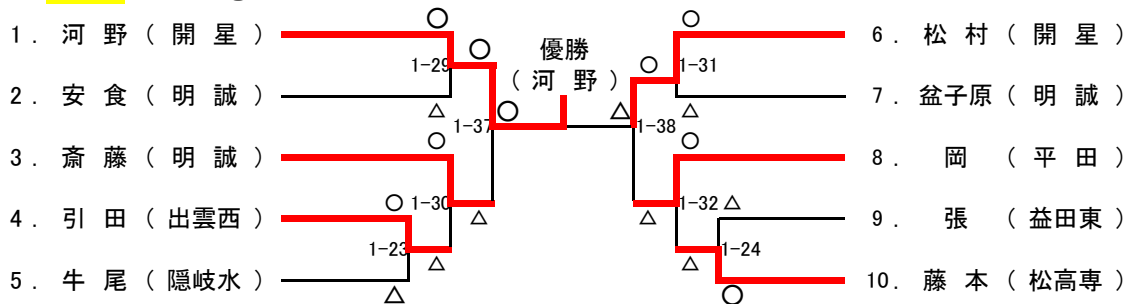 1． 河 野 （ 開 星 ）
2． 安 食 （ 明 誠 ）
3． 斎 藤 （ 明 誠 ）
4． 引 田 （ 出雲西 ）
5． 牛 尾 （ 隠岐水 ）
○
1-29
△
○
1-37
○
1-30
△
○
1-23
△
△
優勝
（ 河 野 ）
○
△
○
1-31
○
1-38
△
○
1-32
△
△
1-24
△
○
6． 松 村 （ 開 星 ）
7． 盆子原 （ 明 誠 ）
8． 岡 （ 平 田 ）
9． 張 （ 益田東 ）
10． 藤 本 （ 松高専 ）